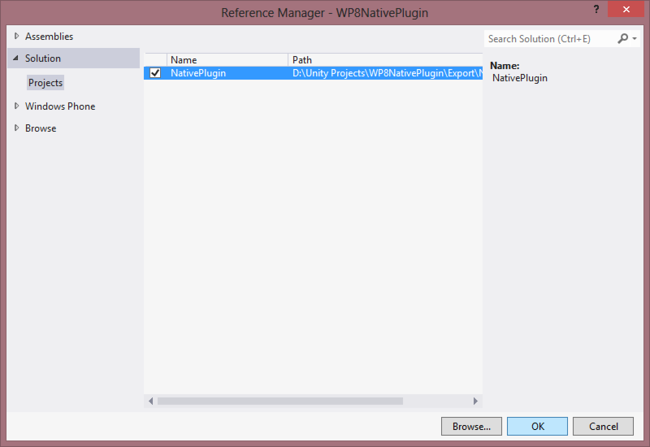 Reference Manager - WP8NativePlugin
?
Assemblies
Solution
Projects
Windows Phone
Browse
Name Path
NativePlugin D:\Unity Projects\WP8NativePlugin\Export\N
Search Solution (Ctrl+E)
Name:
NativePlugin
Browse... OK Cancel